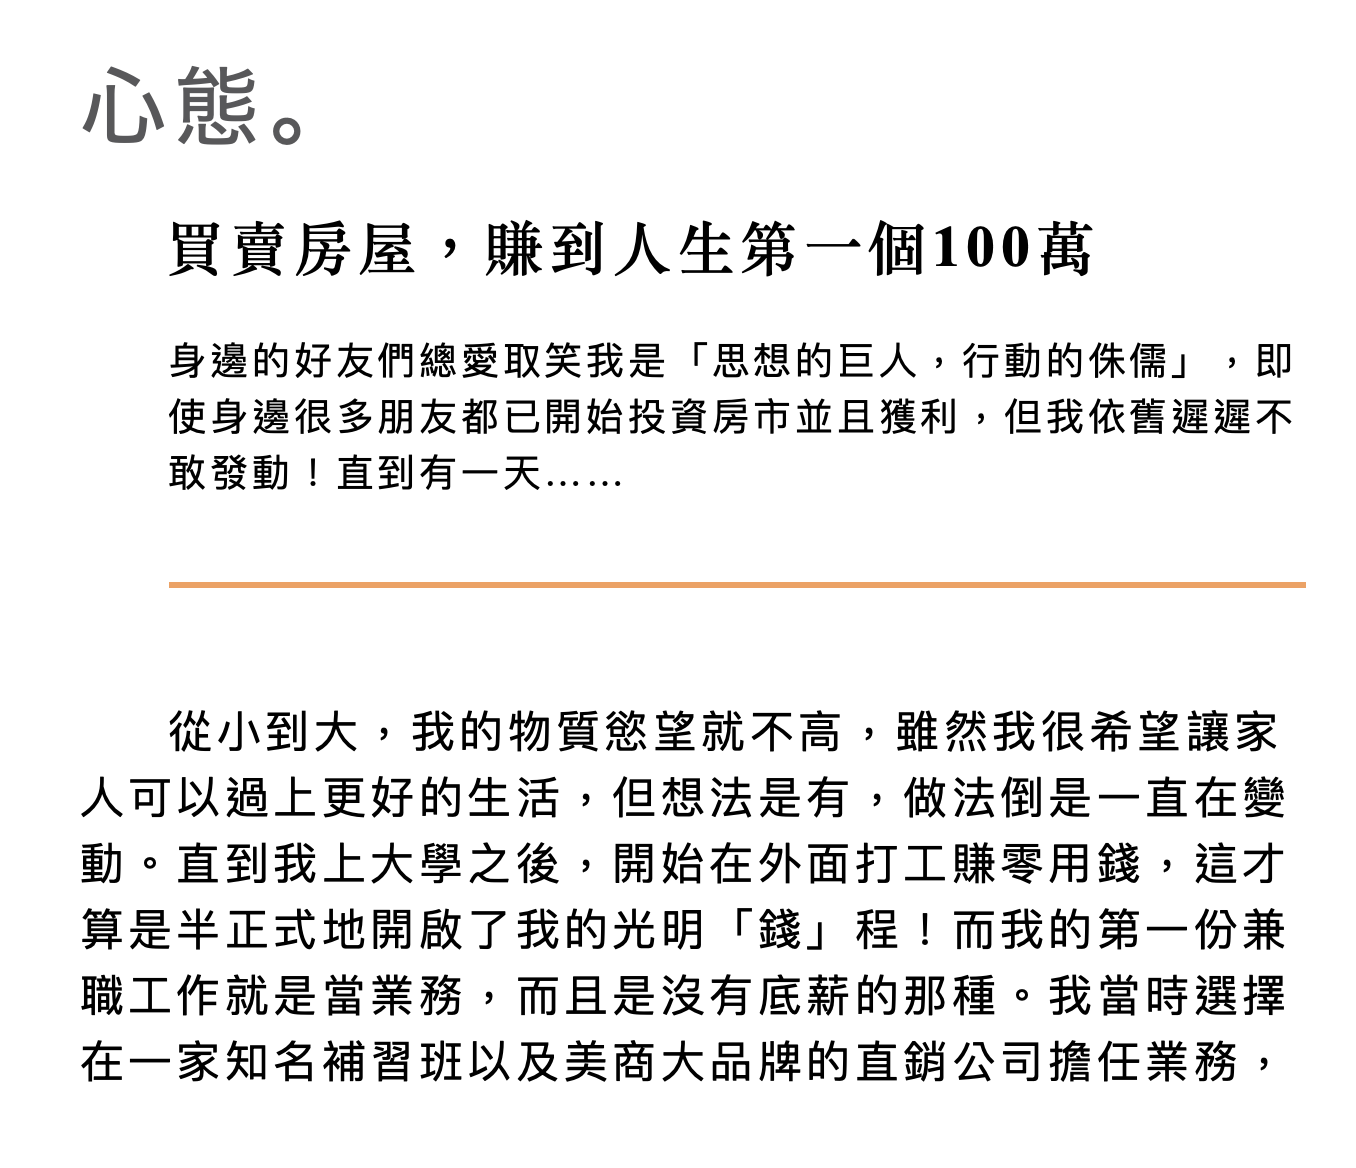 心態。
買賣房屋，賺到人生第一個100萬
身邊的好友們總愛取笑我是「思想的巨人，行動的侏儒」，即
使身邊很多朋友都已開始投資房市並且獲利，但我依舊遲遲不
敢發動！直到有一天……
從小到大，我的物質慾望就不高，雖然我很希望讓家
人可以過上更好的生活，但想法是有，做法倒是一直在變
動。直到我上大學之後，開始在外面打工賺零用錢，這才
算是半正式地開啟了我的光明「錢」程！而我的第一份兼
職工作就是當業務，而且是沒有底薪的那種。我當時選擇
在一家知名補習班以及美商大品牌的直銷公司擔任業務，